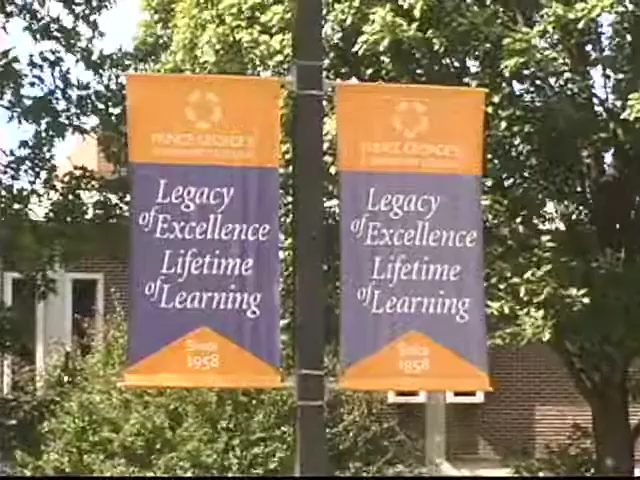 PRINCE GEORGE'S
COMMUNITY COLLEGE
Legacy
of Excellence
Lifetime
of Learning
Since
1958
PRINCE GEORGE'S
COMMUNITY COLLEGE
Legacy
of Excellence
Lifetime
of Learning
Since
1958